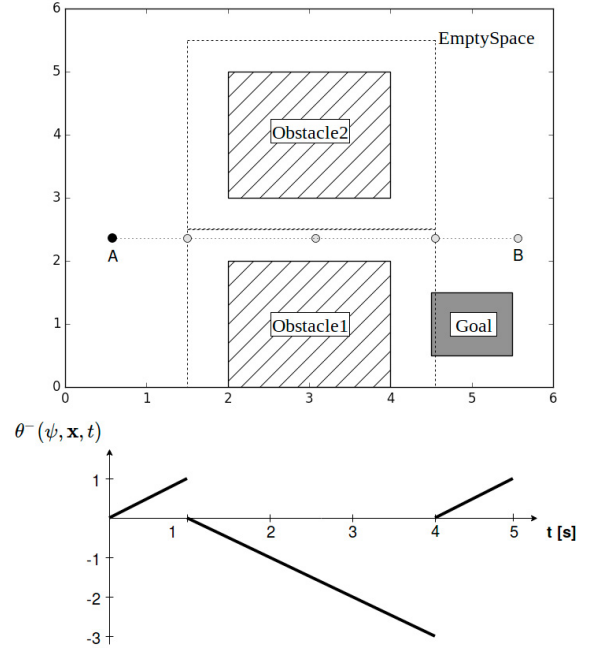 6
EmptySpace
5
Obstacle2
4
3
A
B
2
Obstacle1
Goal
1
0
0 1 2 3 4 5 6
θ⁻(ψ, x, t)
1
1 2 3 4 5 t [s]
-1
-2
-3